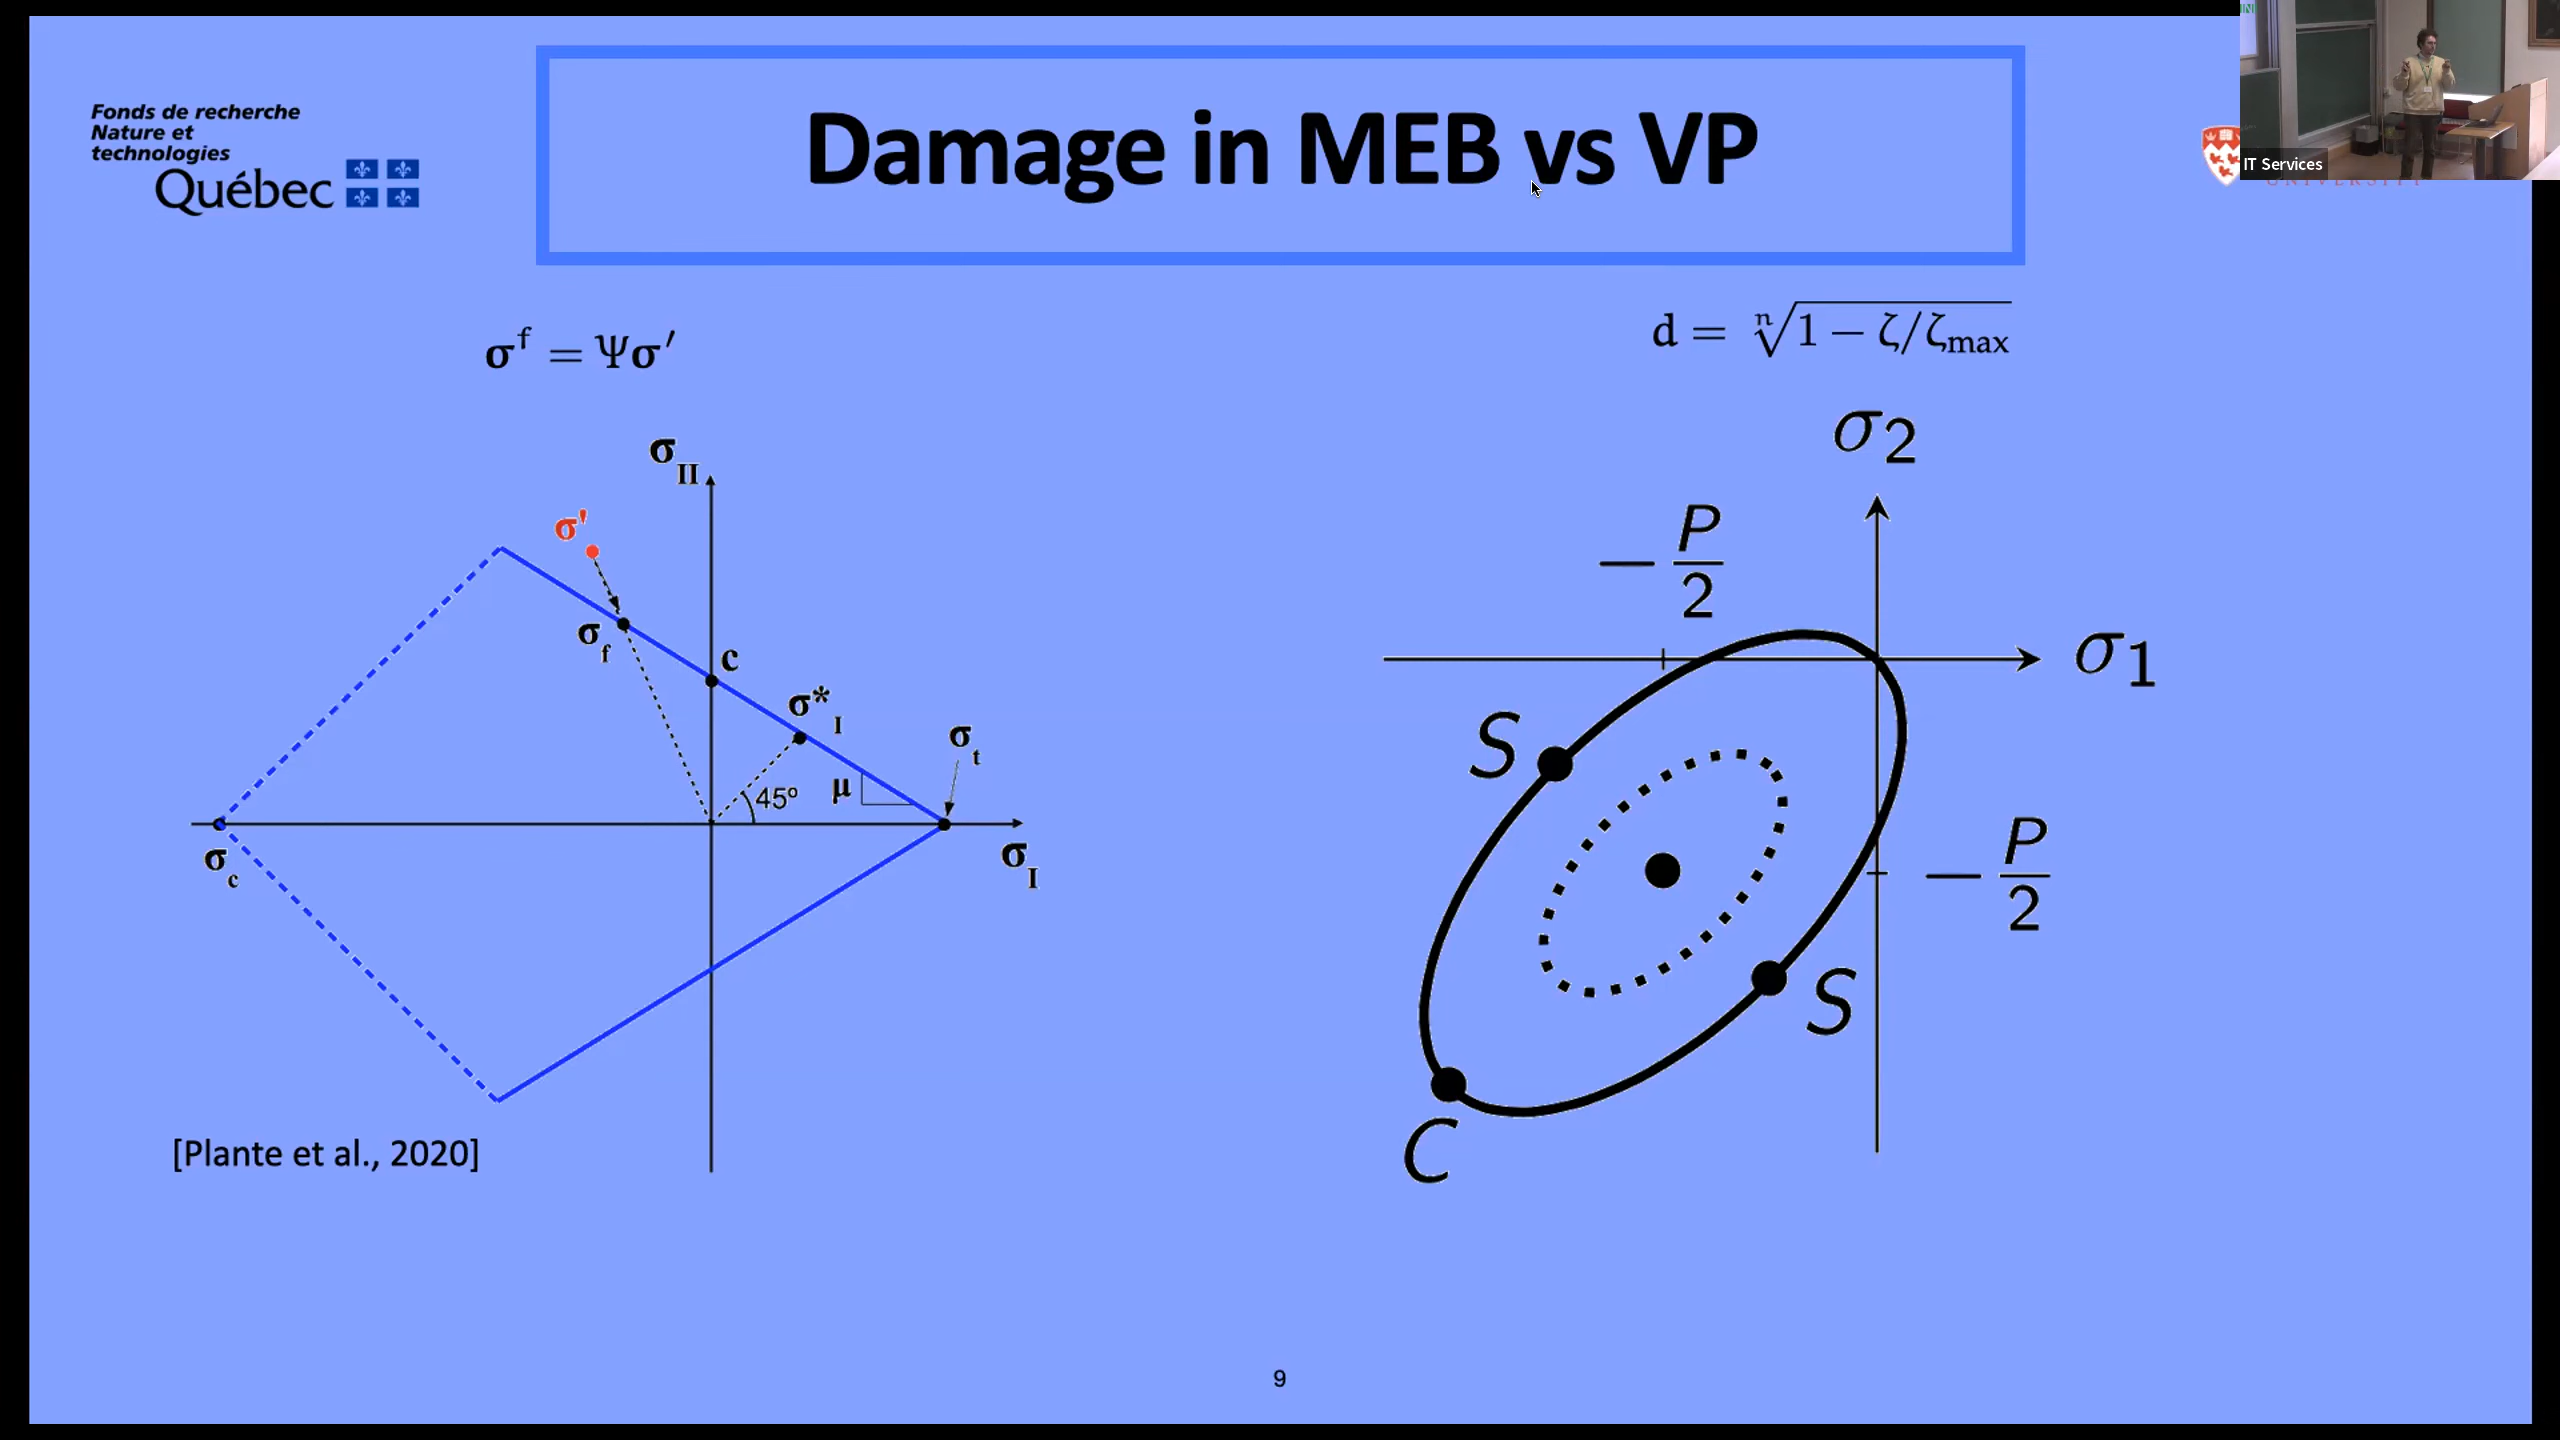 Fonds de recherche
Nature et
technologies
Québec
Damage in MEB vs VP
IT Services
σ^f = Ψσ′
d = ⁿ√(1 − ζ/ζ_max)
σ_II
σ'
σ_f
c
σ*_I
σ_t
μ
45º
σ_c
σ_I
[Plante et al., 2020]
σ₂
− P/2
σ₁
S
− P/2
S
C
9